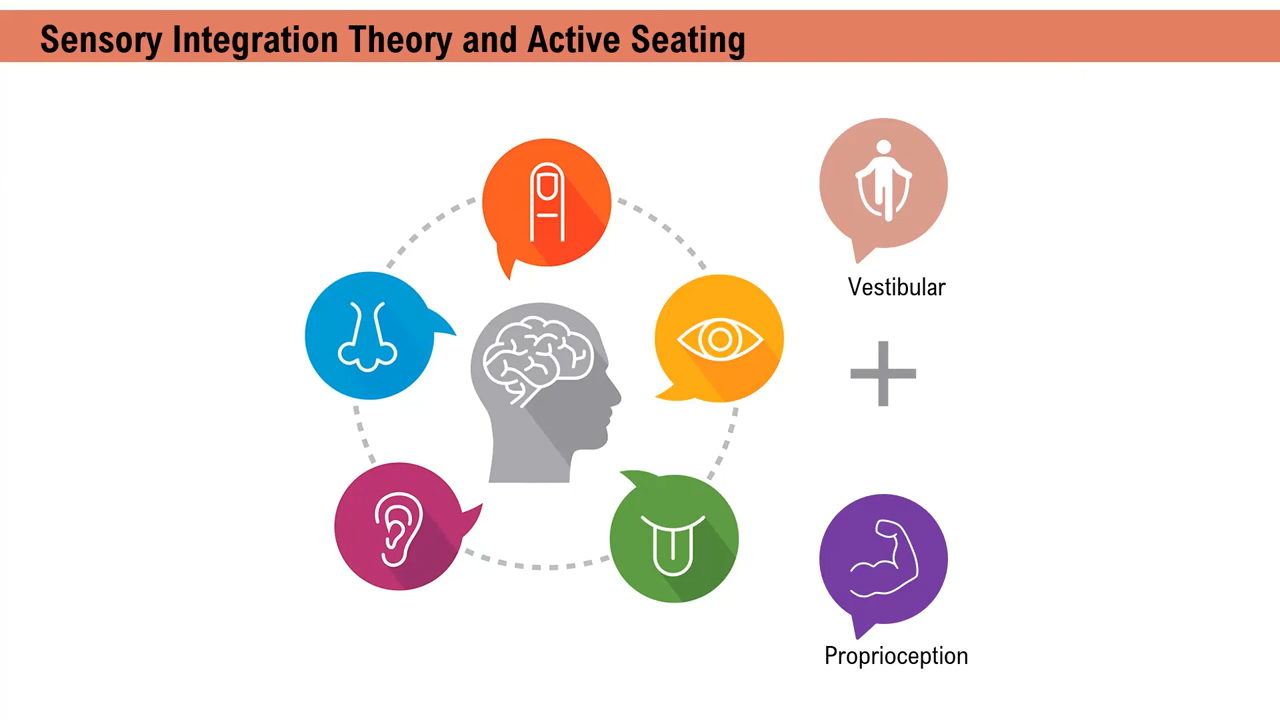 Sensory Integration Theory and Active Seating
Vestibular
Proprioception